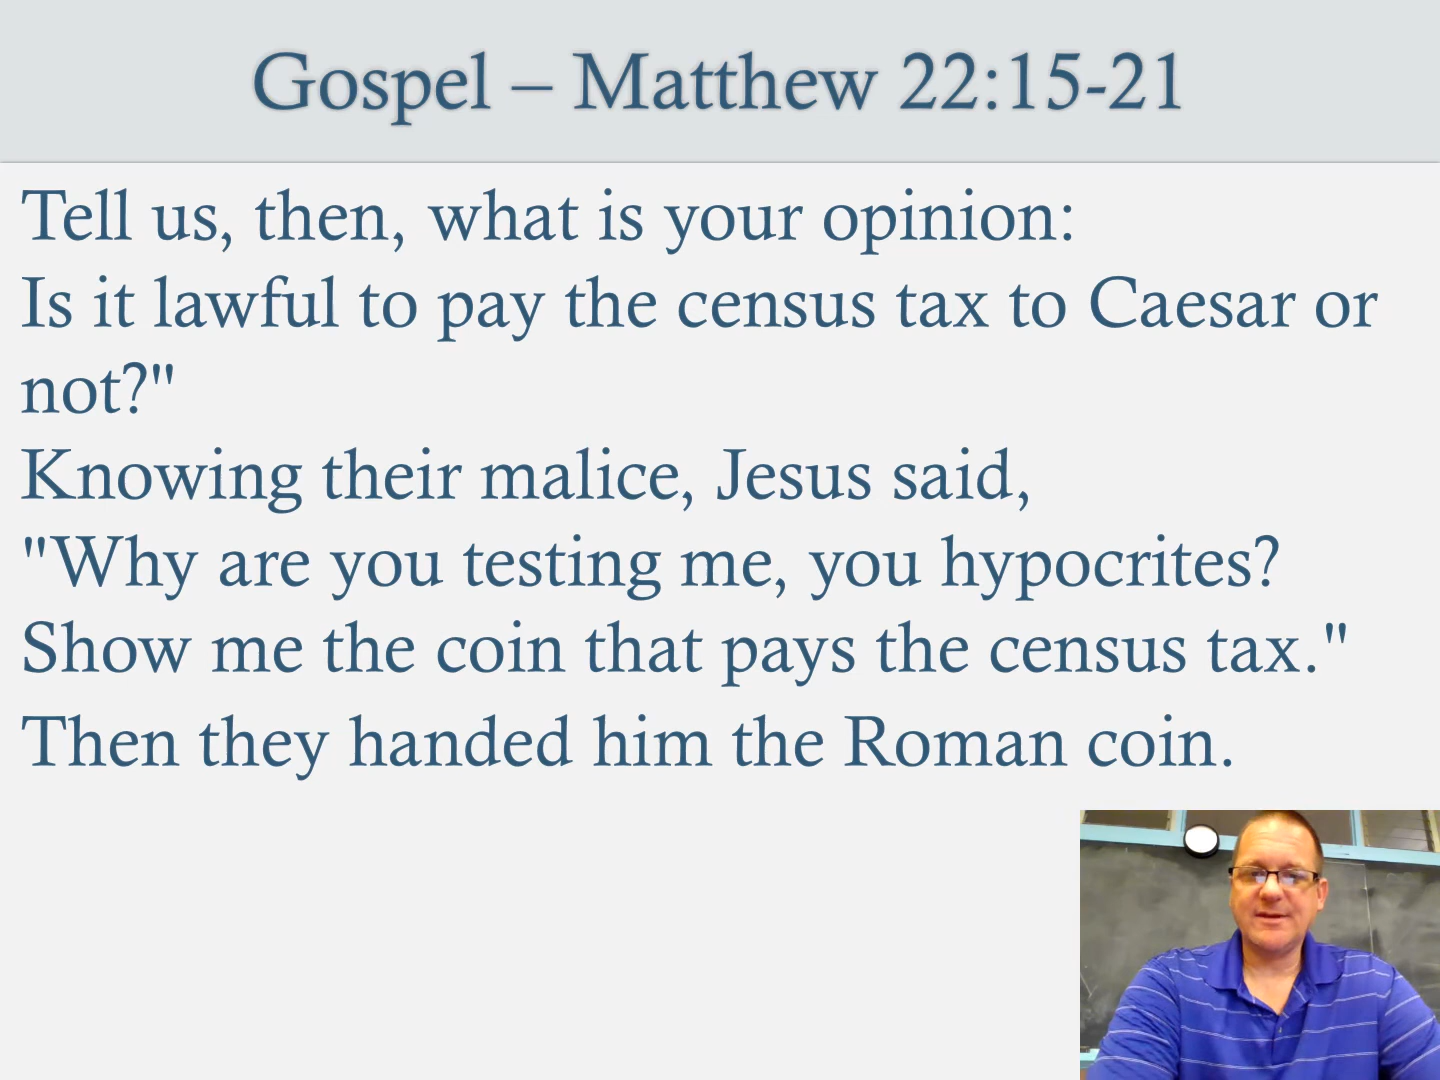 Gospel – Matthew 22:15-21
Tell us, then, what is your opinion:
Is it lawful to pay the census tax to Caesar or
not?"
Knowing their malice, Jesus said,
"Why are you testing me, you hypocrites?
Show me the coin that pays the census tax."
Then they handed him the Roman coin.